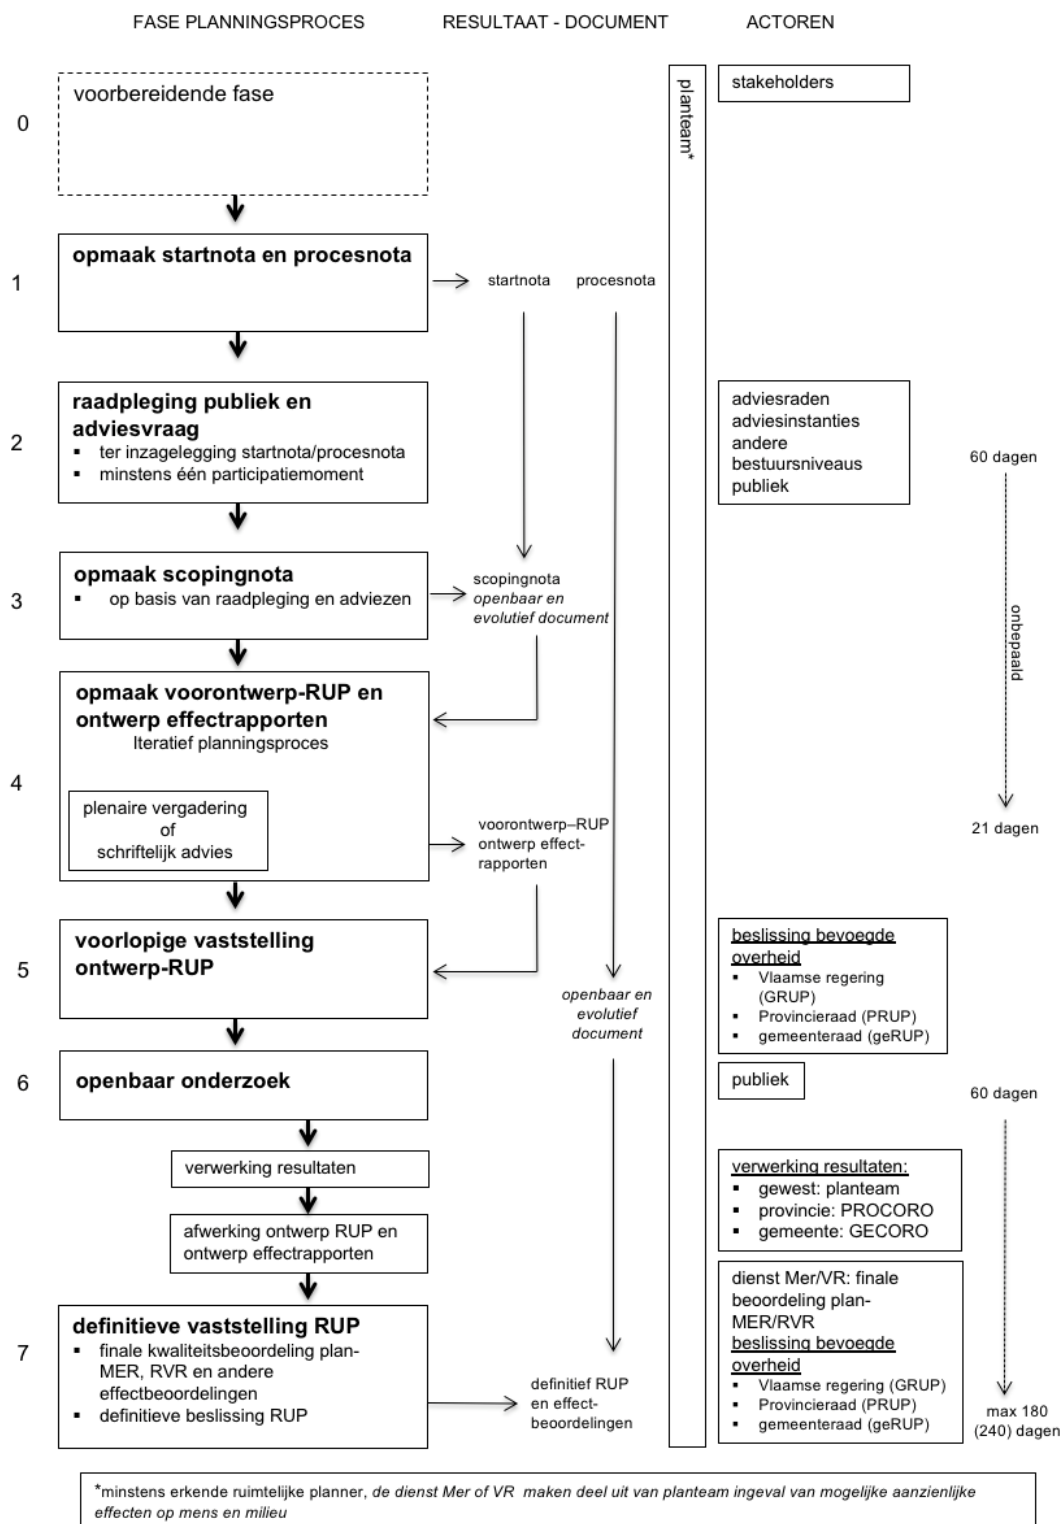 FASE PLANNINGSPROCES
RESULTAAT - DOCUMENT
ACTOREN
0
voorbereidende fase
planteam*
stakeholders
1
opmaak startnota en procesnota
startnota
procesnota
2
raadpleging publiek en
adviesvraag
▪ ter inzagelegging startnota/procesnota
▪ minstens één participatiemoment
adviesraden
adviesinstanties
andere
bestuursniveaus
publiek
60 dagen
onbepaald
21 dagen
3
opmaak scopingnota
▪ op basis van raadpleging en adviezen
scopingnota
openbaar en
evolutief document
4
opmaak voorontwerp-RUP en
ontwerp effectrapporten
Iteratief planningsproces
plenaire vergadering
of
schriftelijk advies
voorontwerp–RUP
ontwerp effect-
rapporten
5
voorlopige vaststelling
ontwerp-RUP
openbaar en
evolutief
document
beslissing bevoegde
overheid
▪ Vlaamse regering
(GRUP)
▪ Provincieraad (PRUP)
▪ gemeenteraad (geRUP)
6
openbaar onderzoek
publiek
60 dagen
verwerking resultaten
verwerking resultaten:
▪ gewest: planteam
▪ provincie: PROCORO
▪ gemeente: GECORO
afwerking ontwerp RUP en
ontwerp effectrapporten
7
definitieve vaststelling RUP
▪ finale kwaliteitsbeoordeling plan-
MER, RVR en andere
effectbeoordelingen
▪ definitieve beslissing RUP
definitief RUP
en effect-
beoordelingen
dienst Mer/VR: finale
beoordeling plan-
MER/RVR
beslissing bevoegde
overheid
▪ Vlaamse regering (GRUP)
▪ Provincieraad (PRUP)
▪ gemeenteraad (geRUP)
max 180
(240) dagen
*minstens erkende ruimtelijke planner, de dienst Mer of VR maken deel uit van planteam ingeval van mogelijke aanzienlijke
effecten op mens en milieu